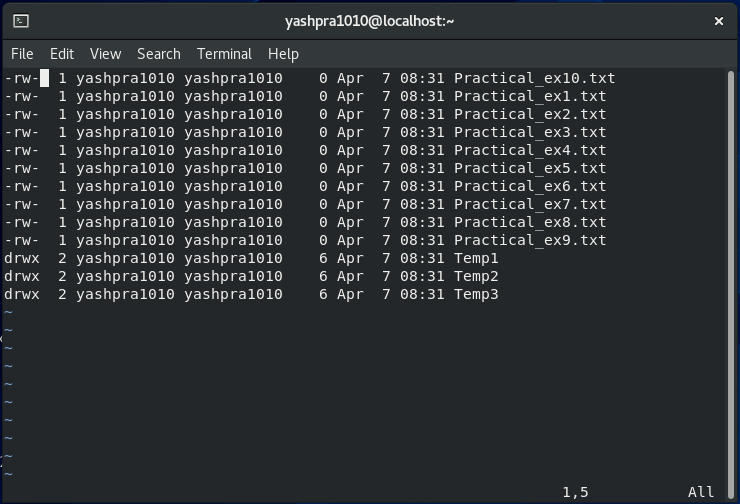 yashpra1010@localhost:~
File Edit View Search Terminal Help
-rw-  1 yashpra1010 yashpra1010    0 Apr  7 08:31 Practical_ex10.txt
-rw-  1 yashpra1010 yashpra1010    0 Apr  7 08:31 Practical_ex1.txt
-rw-  1 yashpra1010 yashpra1010    0 Apr  7 08:31 Practical_ex2.txt
-rw-  1 yashpra1010 yashpra1010    0 Apr  7 08:31 Practical_ex3.txt
-rw-  1 yashpra1010 yashpra1010    0 Apr  7 08:31 Practical_ex4.txt
-rw-  1 yashpra1010 yashpra1010    0 Apr  7 08:31 Practical_ex5.txt
-rw-  1 yashpra1010 yashpra1010    0 Apr  7 08:31 Practical_ex6.txt
-rw-  1 yashpra1010 yashpra1010    0 Apr  7 08:31 Practical_ex7.txt
-rw-  1 yashpra1010 yashpra1010    0 Apr  7 08:31 Practical_ex8.txt
-rw-  1 yashpra1010 yashpra1010    0 Apr  7 08:31 Practical_ex9.txt
drwx  2 yashpra1010 yashpra1010    6 Apr  7 08:31 Temp1
drwx  2 yashpra1010 yashpra1010    6 Apr  7 08:31 Temp2
drwx  2 yashpra1010 yashpra1010    6 Apr  7 08:31 Temp3
~
~
~
~
~
~
~
~
~
~
1,5 All